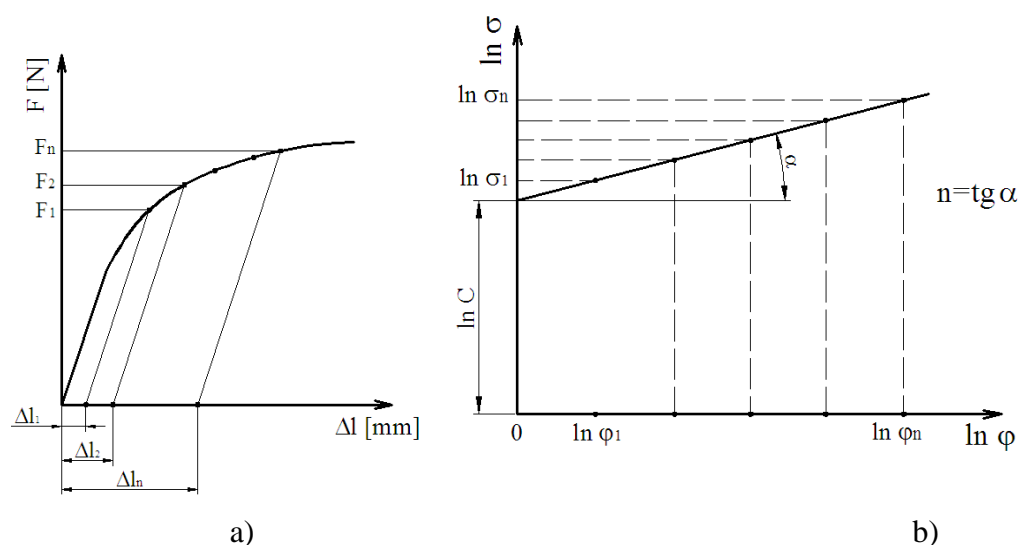 F [N]
Fn
F2
F1
Δl [mm]
Δl1
Δl2
Δln
a)
ln σ
ln σn
ln σ1
α
n=tg α
ln C
0
ln φ1
ln φn
ln φ
b)